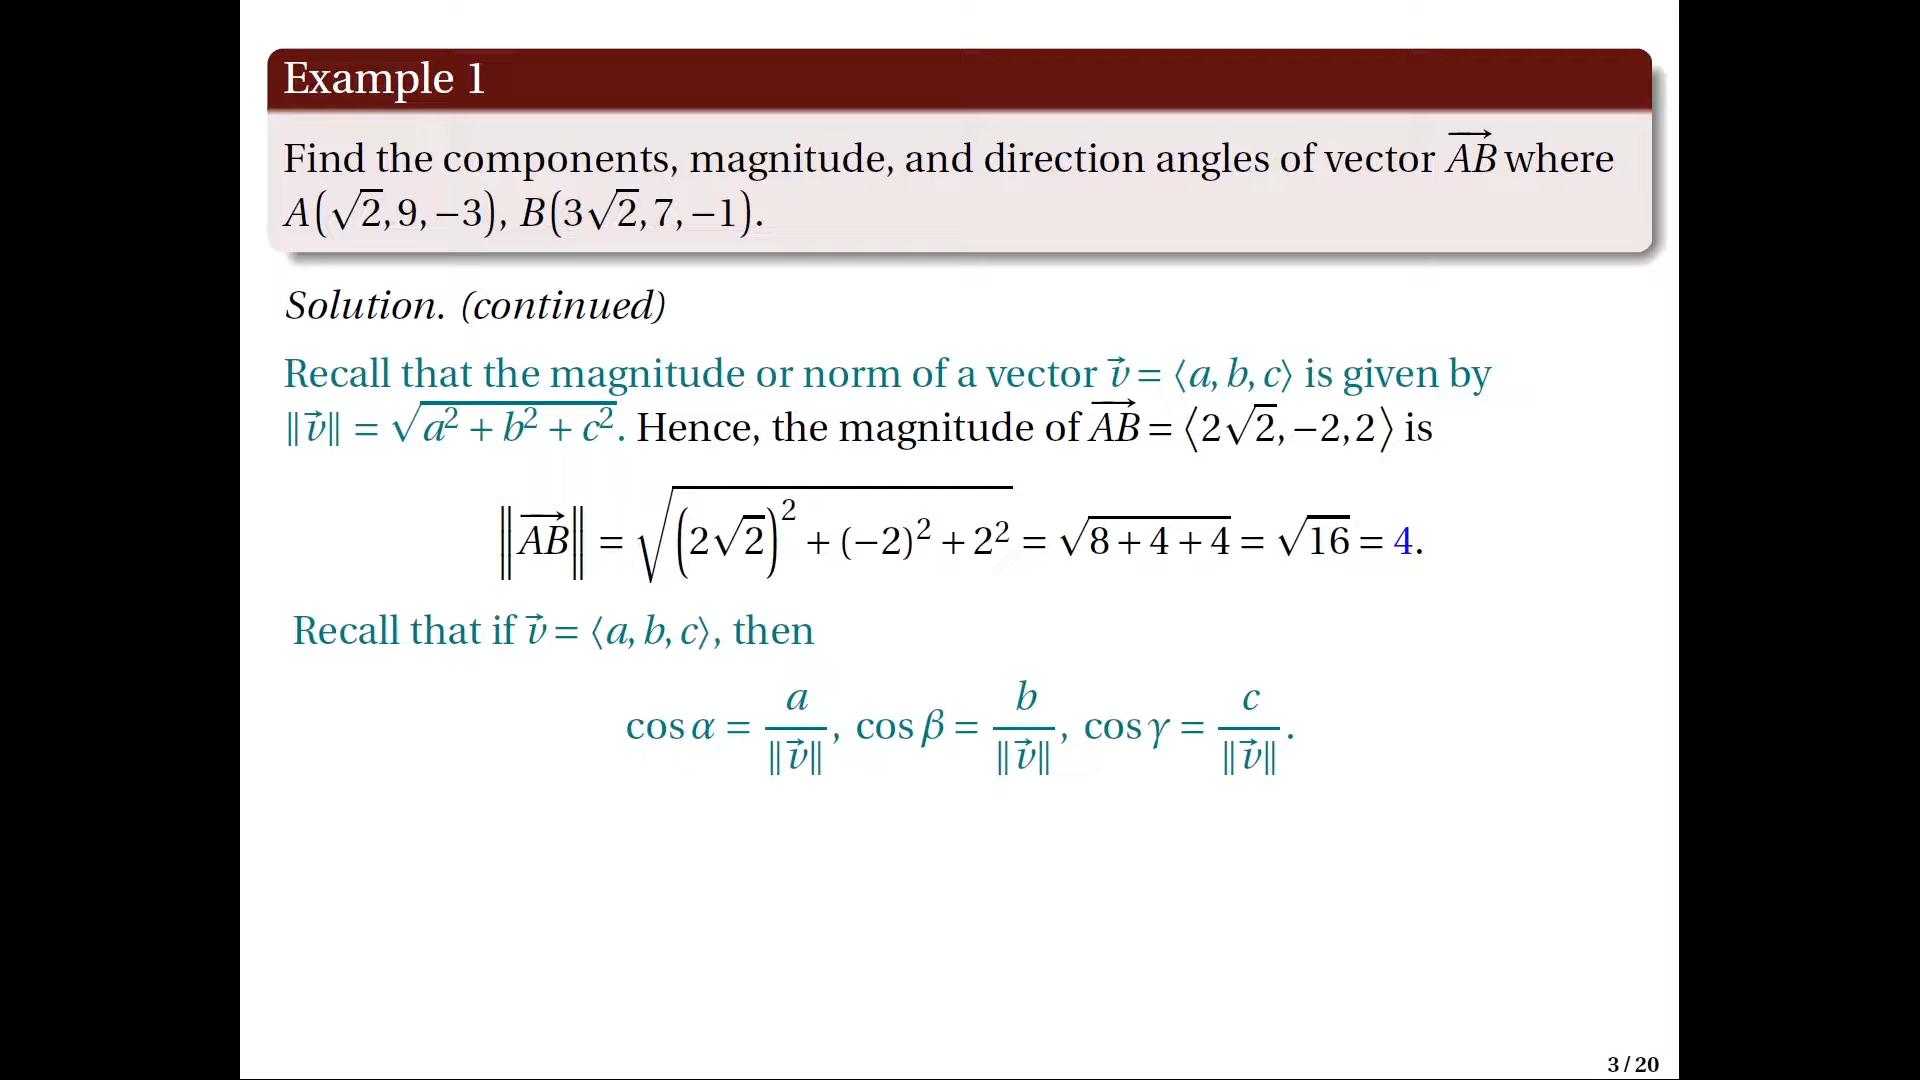 Example 1
Find the components, magnitude, and direction angles of vector $\overrightarrow{AB}$ where
$A(\sqrt{2}, 9, -3)$, $B(3\sqrt{2}, 7, -1)$.
Solution. (continued)
Recall that the magnitude or norm of a vector $\vec{v} = \langle a, b, c \rangle$ is given by
$\|\vec{v}\| = \sqrt{a^2 + b^2 + c^2}$. Hence, the magnitude of $\overrightarrow{AB} = \langle 2\sqrt{2}, -2, 2 \rangle$ is
$\left\|\overrightarrow{AB}\right\| = \sqrt{\left(2\sqrt{2}\right)^2 + (-2)^2 + 2^2} = \sqrt{8 + 4 + 4} = \sqrt{16} = 4.$
Recall that if $\vec{v} = \langle a, b, c \rangle$, then
$\cos\alpha = \frac{a}{\|\vec{v}\|}, \cos\beta = \frac{b}{\|\vec{v}\|}, \cos\gamma = \frac{c}{\|\vec{v}\|}.$
3 / 20